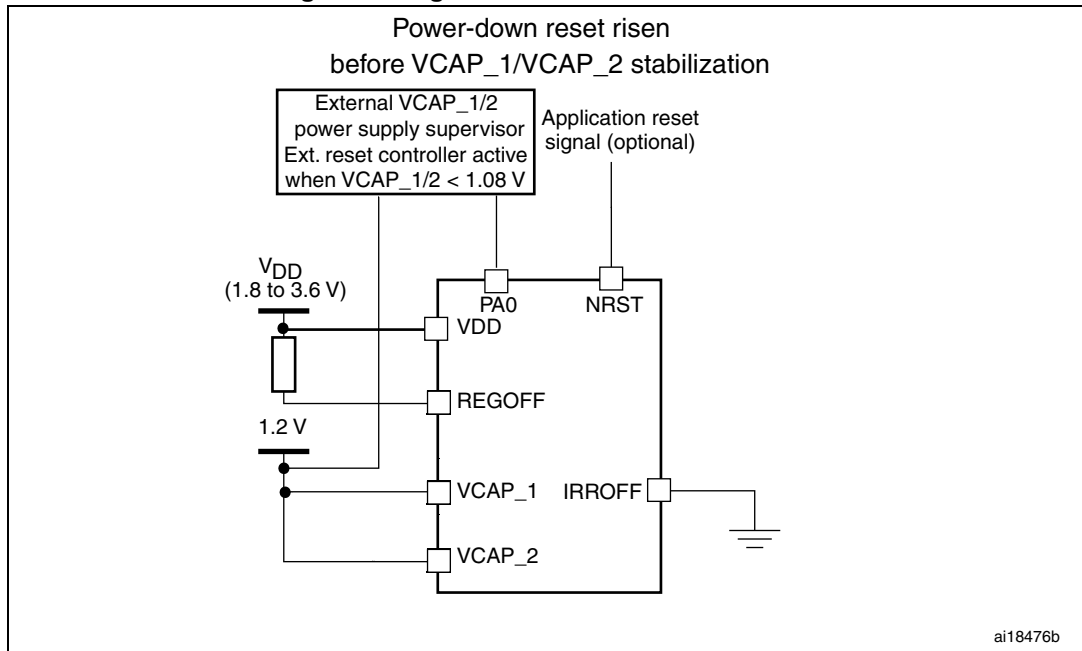 Power-down reset risen
before VCAP_1/VCAP_2 stabilization
External VCAP_1/2
power supply supervisor
Ext. reset controller active
when VCAP_1/2 < 1.08 V
Application reset
signal (optional)
VDD
(1.8 to 3.6 V)
PA0
NRST
VDD
REGOFF
1.2 V
VCAP_1
IRROFF
VCAP_2
ai18476b